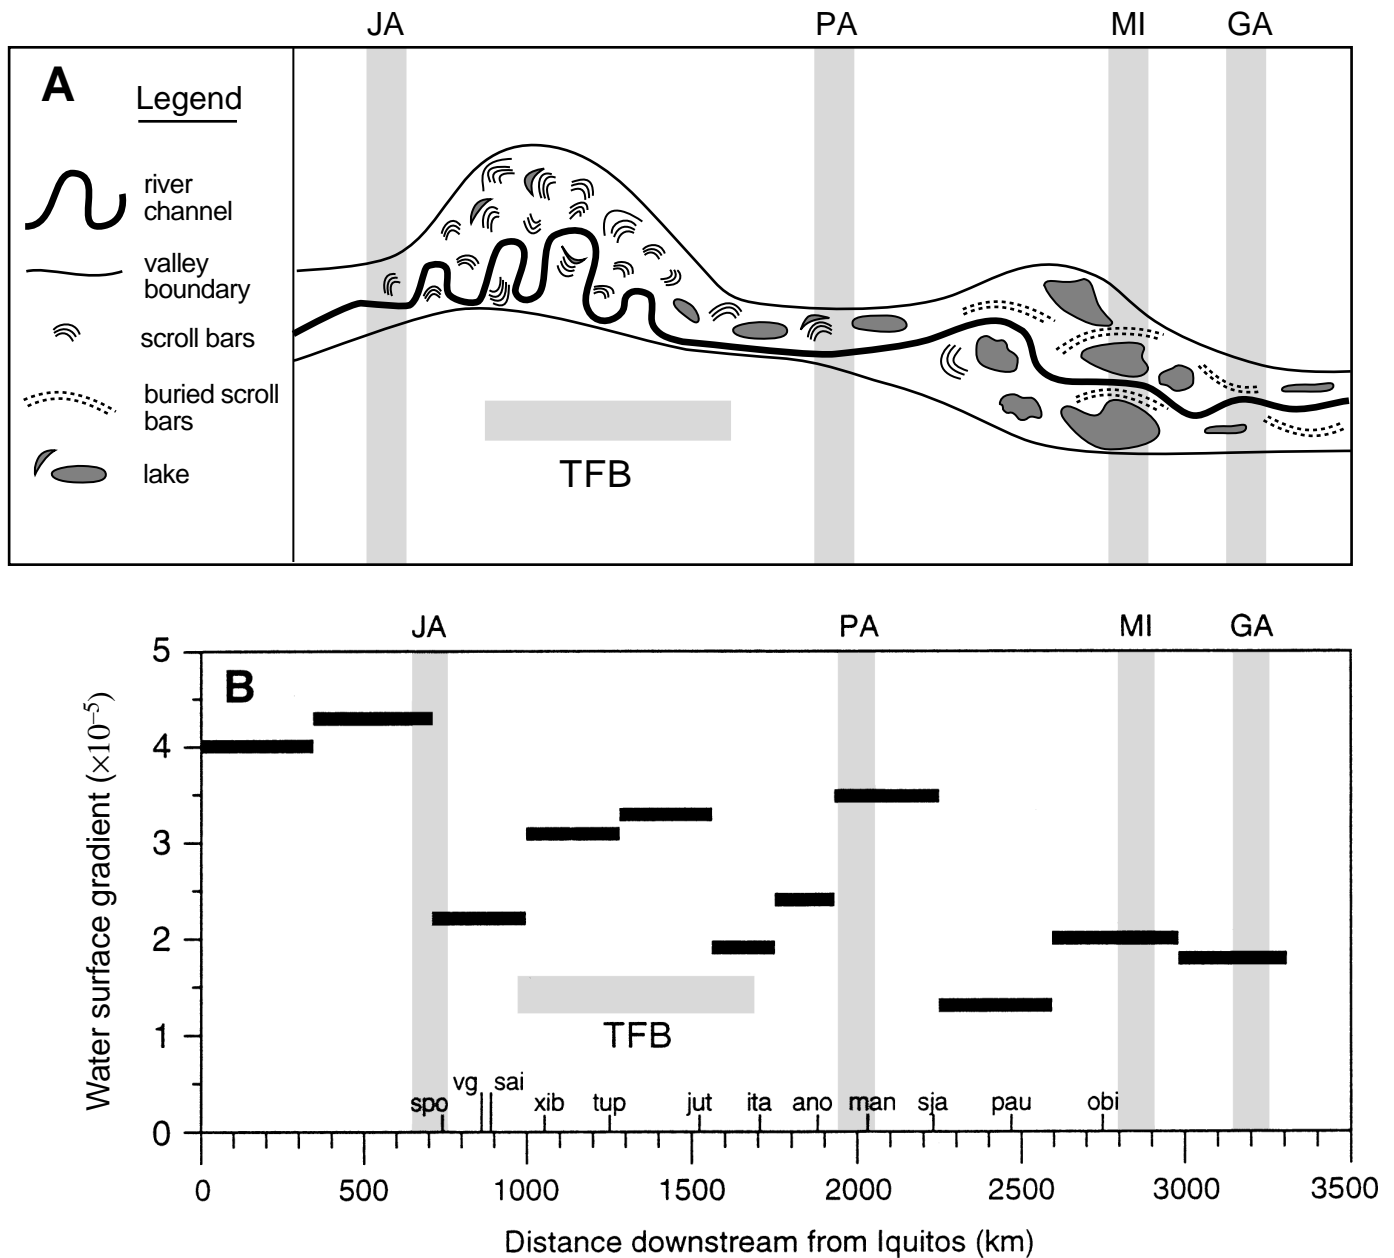 JA PA MI GA
A
Legend
river
channel
valley
boundary
scroll bars
buried scroll
bars
lake
TFB
JA PA MI GA
B
5
4
3
2
1
0
Water surface gradient (×10⁻⁵)
TFB
vg sai
spo xib tup jut ita ano man sja pau obi
0 500 1000 1500 2000 2500 3000 3500
Distance downstream from Iquitos (km)